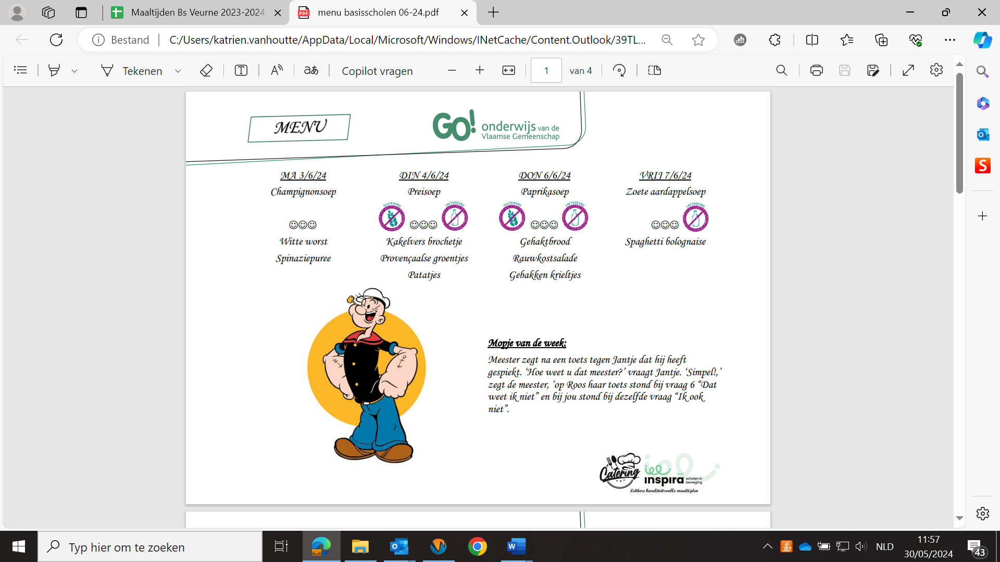 Maaltijden Bs Veurne 2023-2024
menu basisscholen 06-24.pdf
Bestand
C:/Users/katrien.vanhoutte/AppData/Local/Microsoft/Windows/INetCache/Content.Outlook/39TL...
Tekenen
Copilot vragen
1
van 4
MENU
GO! onderwijs van de
Vlaamse Gemeenschap
MA 3/6/24
Champignonsoep
☺☺☺
Witte worst
Spinaziepuree
DIN 4/6/24
Preisoep
GLUTENVRIJ ☺☺☺ LACTOSEVRIJ
Kakelvers brochetje
Provençaalse groentjes
Patatjes
DON 6/6/24
Paprikasoep
GLUTENVRIJ ☺☺☺ LACTOSEVRIJ
Gehaktbrood
Rauwkostsalade
Gebakken krieltjes
VRIJ 7/6/24
Zoete aardappelsoep
☺☺☺ LACTOSEVRIJ
Spaghetti bolognaise
Mopje van de week:
Meester zegt na een toets tegen Jantje dat hij heeft
gespiekt. ‘Hoe weet u dat meester?’ vraagt Jantje. ‘Simpel!,’
zegt de meester, ‘op Roos haar toets stond bij vraag 6 “Dat
weet ik niet” en bij jou stond bij dezelfde vraag “Ik ook
niet”.
Catering
GO!
inspira scholen in
beweging
Lekkere kwaliteitsvolle maaltijden
Typ hier om te zoeken
NLD
11:57
30/05/2024
43